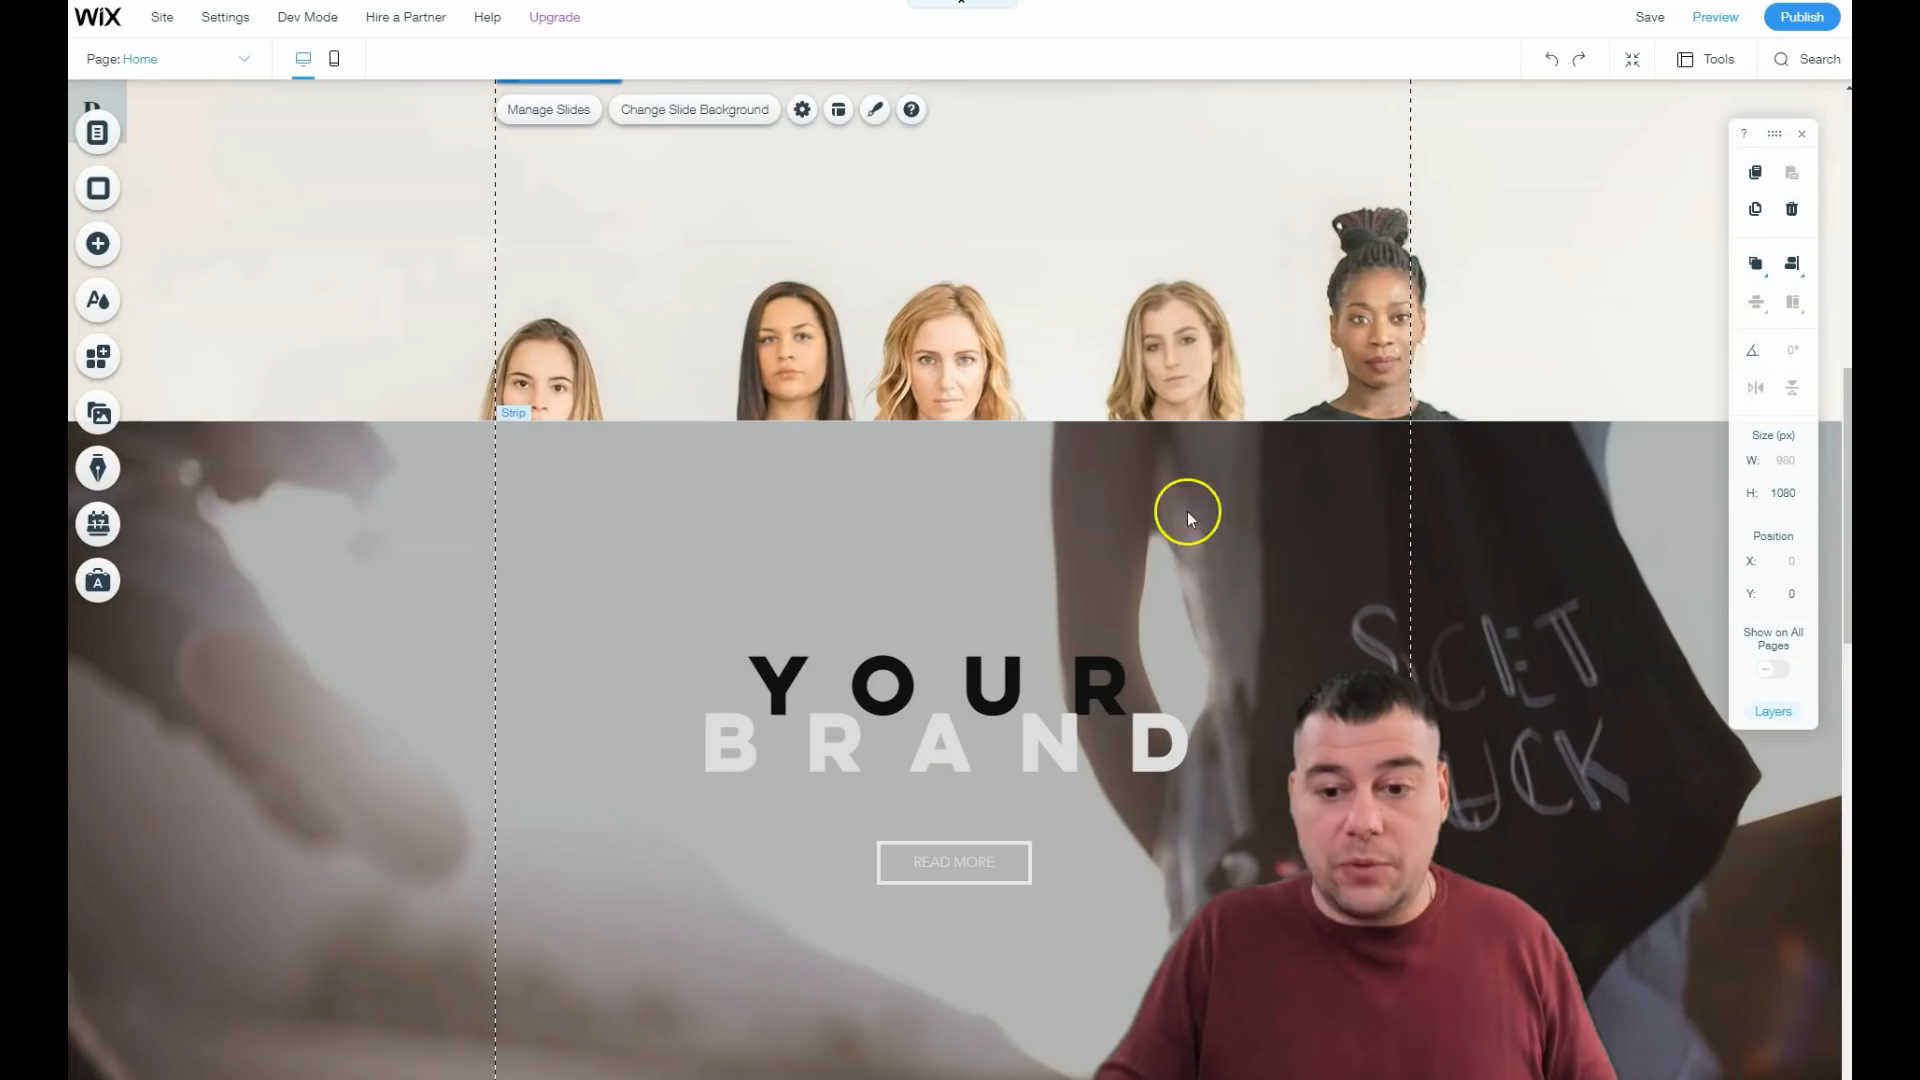 WiX Site Settings Dev Mode Hire a Partner Help Upgrade Save Preview Publish
Page: Home Tools Search
Manage Slides Change Slide Background
Strip
Size (px)
W: 980
H: 1080
Position
X: 0
Y: 0
Show on All
Pages
Layers
0°
17
A
YOUR
BRAND
READ MORE